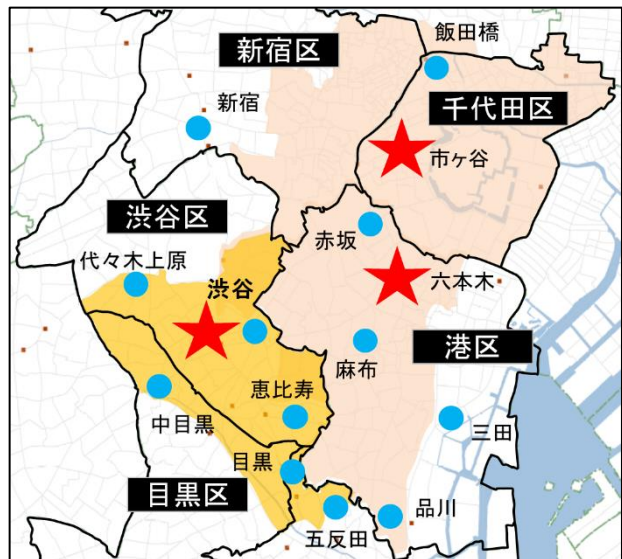 飯田橋
新宿区
新宿
千代田区
市ヶ谷
渋谷区
赤坂
代々木上原
渋谷
六本木
港区
麻布
恵比寿
中目黒
三田
目黒
目黒区
品川
五反田